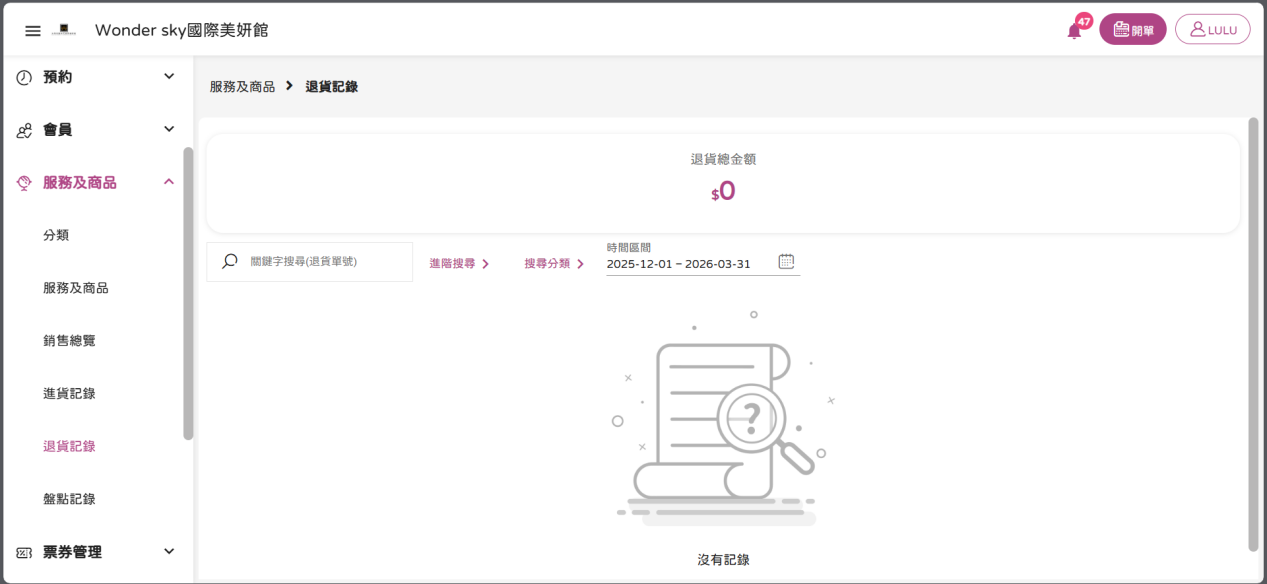 Wonder sky國際美妍館
47
開單
LULU
預約
會員
服務及商品
分類
服務及商品
銷售總覽
進貨記錄
退貨記錄
盤點記錄
票券管理
服務及商品 > 退貨記錄
退貨總金額
$0
關鍵字搜尋(退貨單號)
進階搜尋
搜尋分類
時間區間
2025-12-01 – 2026-03-31
?
沒有記錄